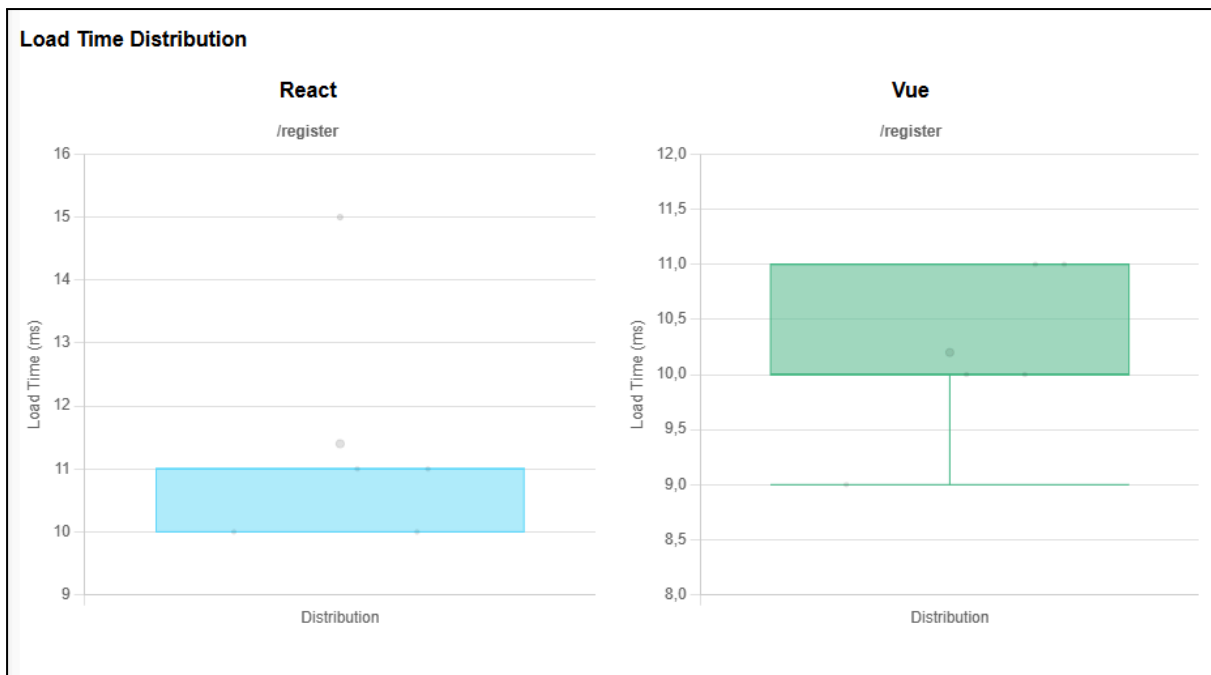 Load Time Distribution
React
/register
16
15
14
13
12
11
10
9
Load Time (ms)
Distribution
Vue
/register
12,0
11,5
11,0
10,5
10,0
9,5
9,0
8,5
8,0
Load Time (ms)
Distribution